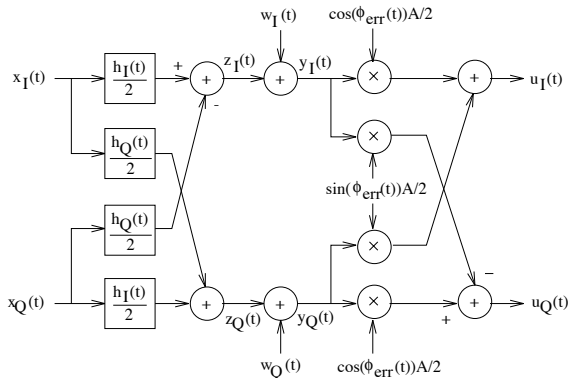 w_I(t)
cos(ϕ_err(t))A/2
x_I(t)
h_I(t)
2
+
+
z_I(t)
+
y_I(t)
×
+
u_I(t)
-
h_Q(t)
2
×
sin(ϕ_err(t))A/2
h_Q(t)
2
×
−
x_Q(t)
h_I(t)
2
+
z_Q(t)
+
y_Q(t)
×
+
+
u_Q(t)
w_Q(t)
cos(ϕ_err(t))A/2